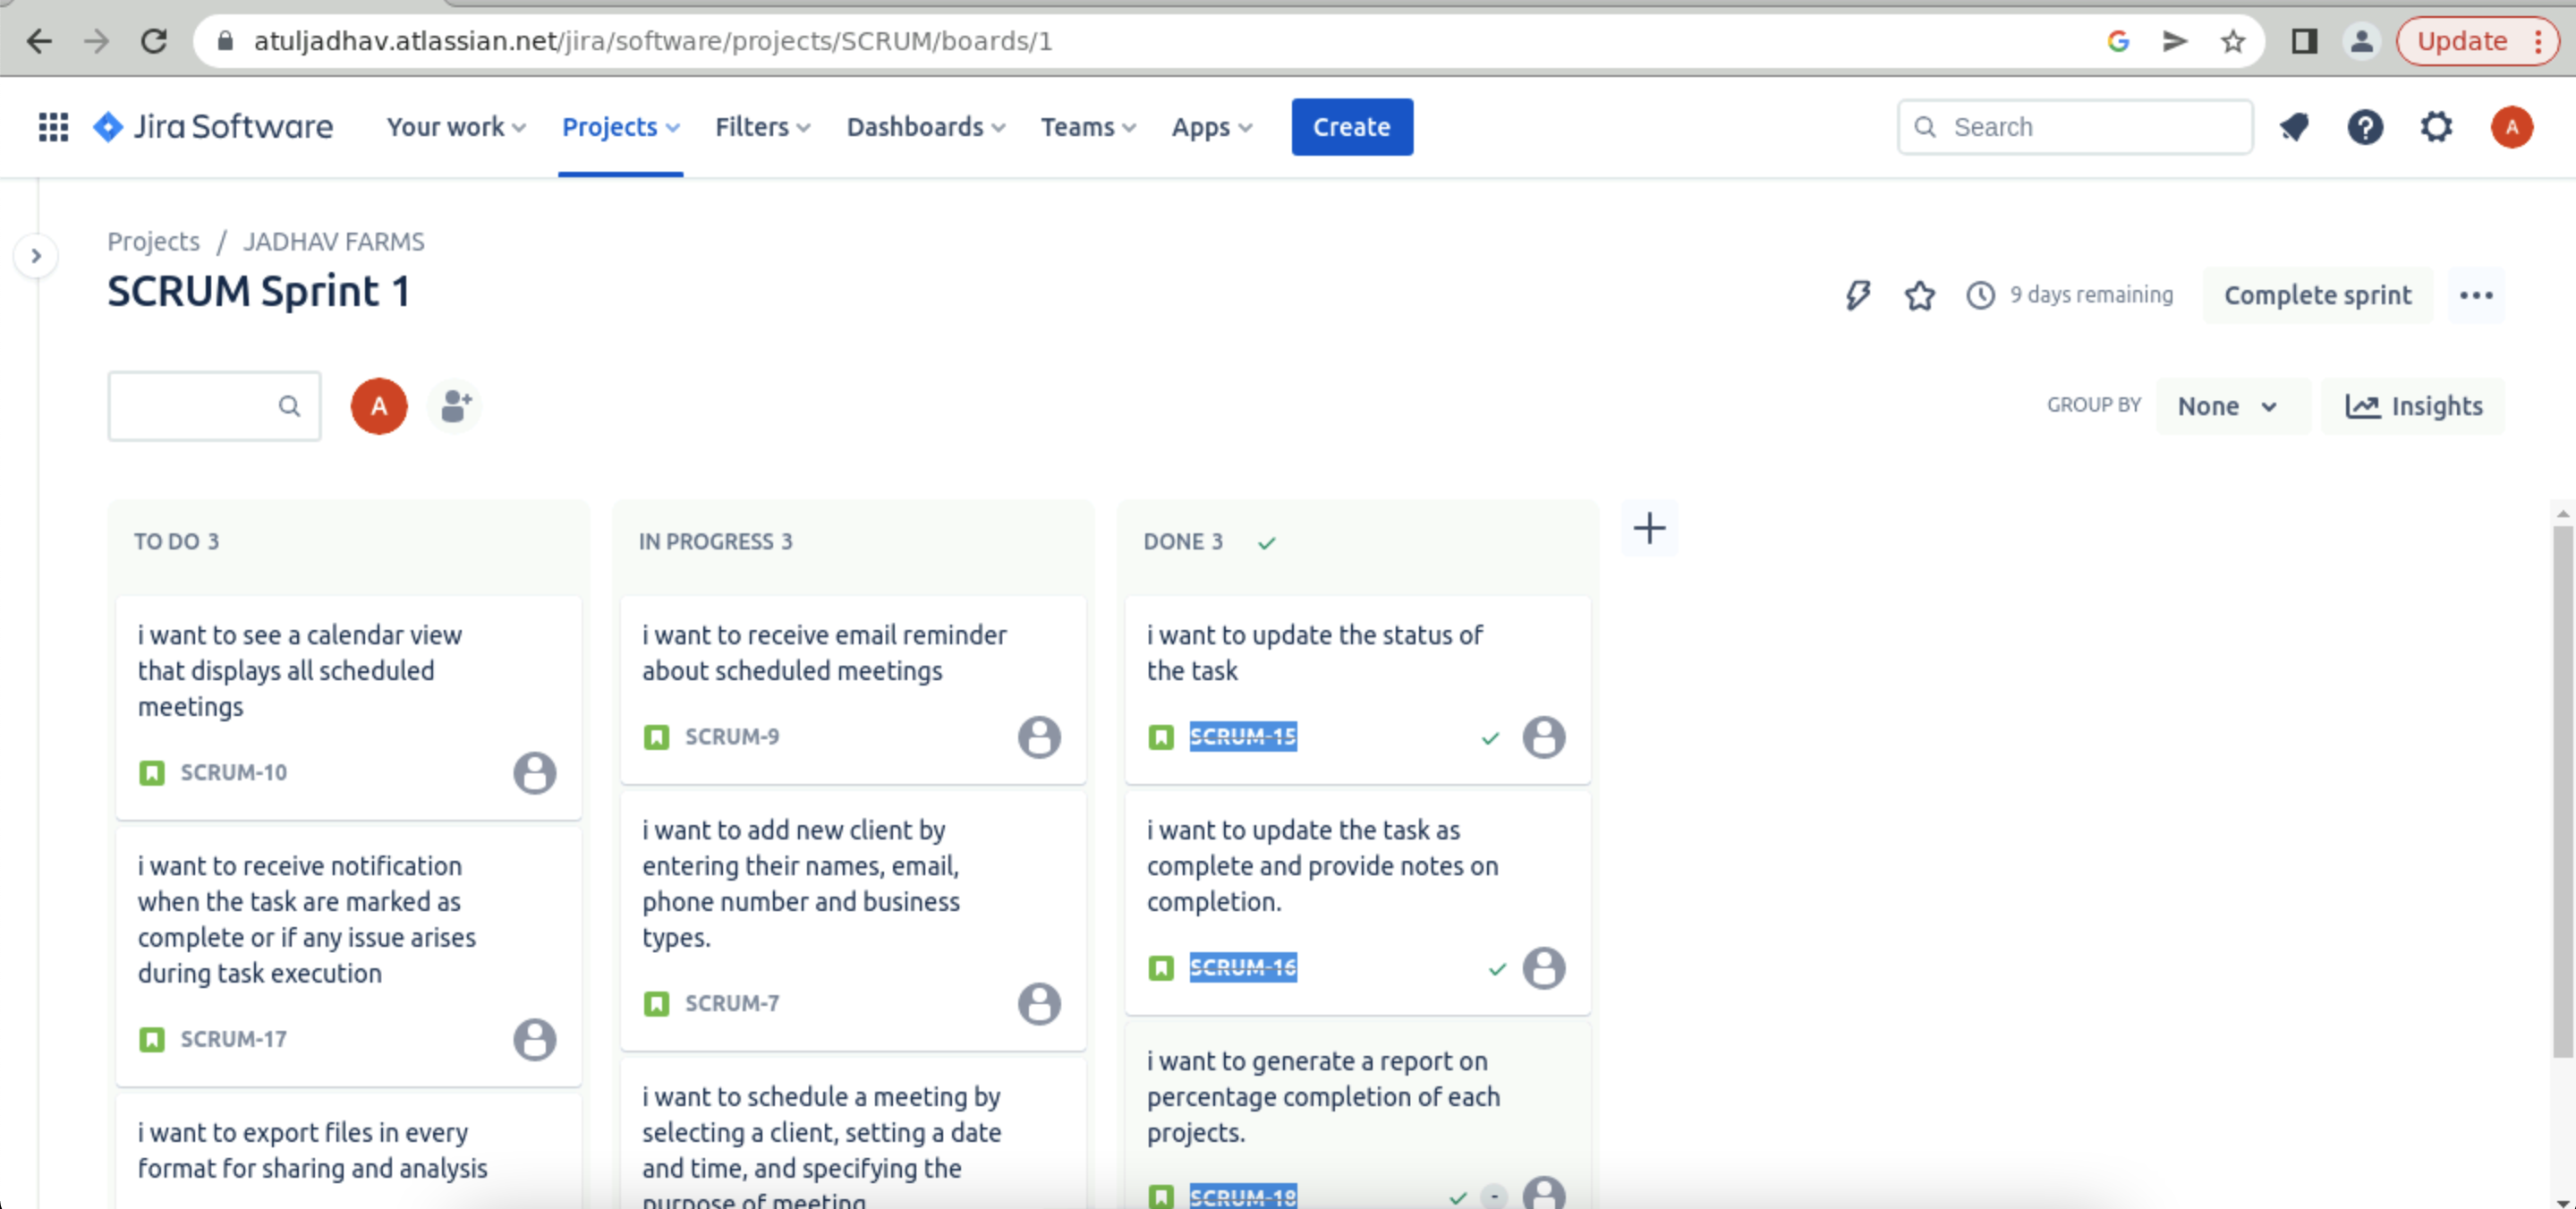 atuljadhav.atlassian.net/jira/software/projects/SCRUM/boards/1
Update
Jira Software
Your work
Projects
Filters
Dashboards
Teams
Apps
Create
Search
A
Projects / JADHAV FARMS
SCRUM Sprint 1
9 days remaining
Complete sprint
A
GROUP BY
None
Insights
TO DO 3
i want to see a calendar view
that displays all scheduled
meetings
SCRUM-10
i want to receive notification
when the task are marked as
complete or if any issue arises
during task execution
SCRUM-17
i want to export files in every
format for sharing and analysis
IN PROGRESS 3
i want to receive email reminder
about scheduled meetings
SCRUM-9
i want to add new client by
entering their names, email,
phone number and business
types.
SCRUM-7
i want to schedule a meeting by
selecting a client, setting a date
and time, and specifying the
purpose of meeting
DONE 3
i want to update the status of
the task
SCRUM-15
i want to update the task as
complete and provide notes on
completion.
SCRUM-16
i want to generate a report on
percentage completion of each
projects.
SCRUM-18
-